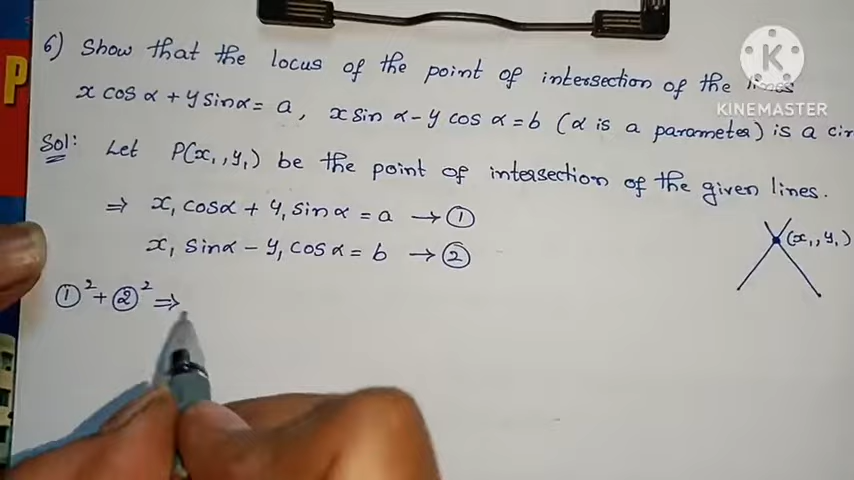 6) Show that the locus of the point of intersection of the lines
x cos α + y sin α = a, x sin α - y cos α = b (α is a parameter) is a cir
Sol: Let P(x₁, y₁) be the point of intersection of the given lines.
⇒ x₁ cos α + y₁ sin α = a → ①
x₁ sin α - y₁ cos α = b → ②
(x₁, y₁)
①² + ②² ⇒
P
K
KINEMASTER